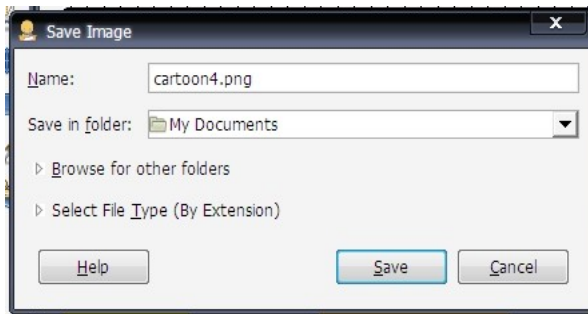 Save Image
x
Name: cartoon4.png
Save in folder: My Documents
Browse for other folders
Select File Type (By Extension)
Help Save Cancel